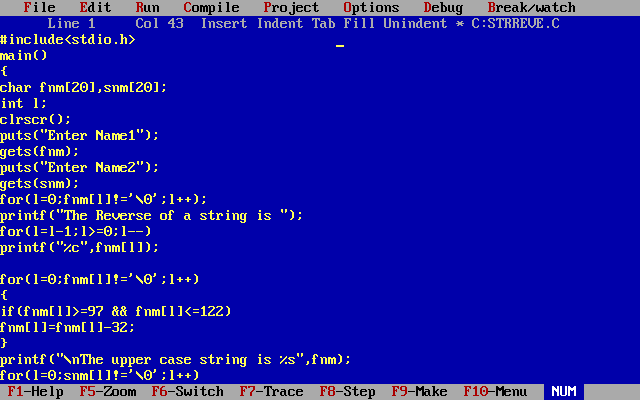 File Edit Run Compile Project Options Debug Break/watch
Line 1 Col 43 Insert Indent Tab Fill Unindent * C:STRREVE.C
#include<stdio.h>
main()
{
char fnm[20],snm[20];
int l;
clrscr();
puts("Enter Name1");
gets(fnm);
puts("Enter Name2");
gets(snm);
for(l=0;fnm[l]!='\0';l++);
printf("The Reverse of a string is ");
for(l=l-1;l>=0;l--)
printf("%c",fnm[l]);
for(l=0;fnm[l]!='\0';l++)
{
if(fnm[l]>=97 && fnm[l]<=122)
fnm[l]=fnm[l]-32;
}
printf("\nThe upper case string is %s",fnm);
for(l=0;snm[l]!='\0';l++)
F1-Help F5-Zoom F6-Switch F7-Trace F8-Step F9-Make F10-Menu NUM